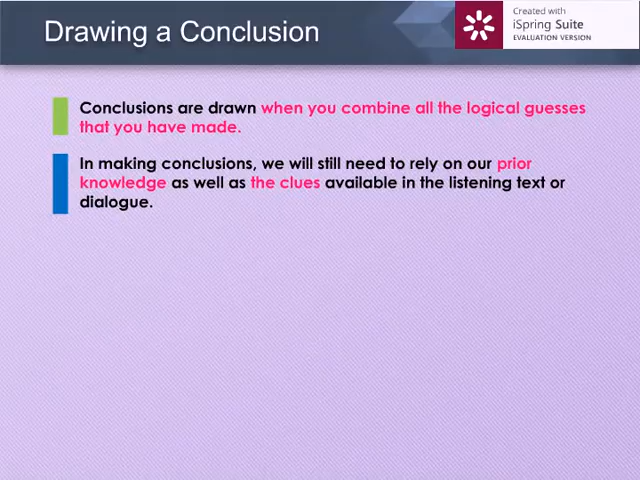 Drawing a Conclusion
Created with
iSpring Suite
EVALUATION VERSION
Conclusions are drawn when you combine all the logical guesses
that you have made.
In making conclusions, we will still need to rely on our prior
knowledge as well as the clues available in the listening text or
dialogue.